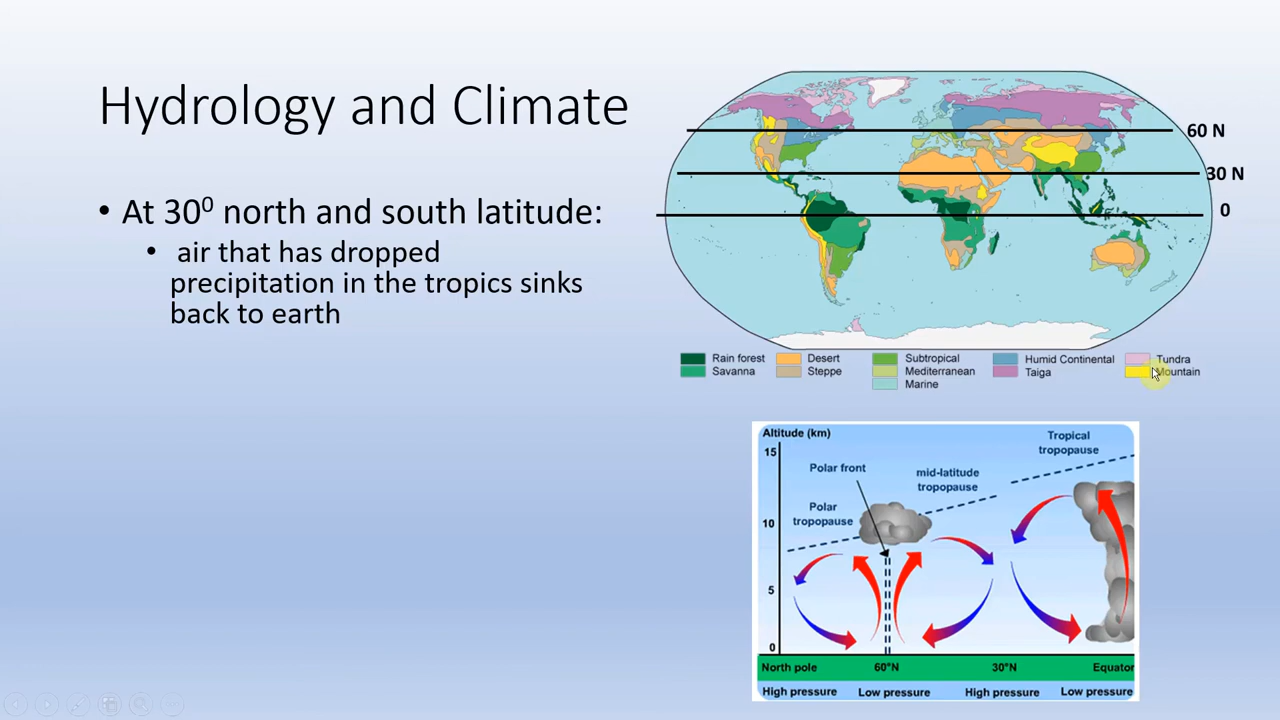 Hydrology and Climate
• At 30⁰ north and south latitude:
• air that has dropped
precipitation in the tropics sinks
back to earth
60 N
30 N
0
Rain forest
Savanna
Desert
Steppe
Subtropical
Mediterranean
Marine
Humid Continental
Taiga
Tundra
Mountain
Altitude (km)
15
10
5
0
Tropical
tropopause
Polar front
mid-latitude
tropopause
Polar
tropopause
North pole 60°N 30°N Equator
High pressure Low pressure High pressure Low pressure